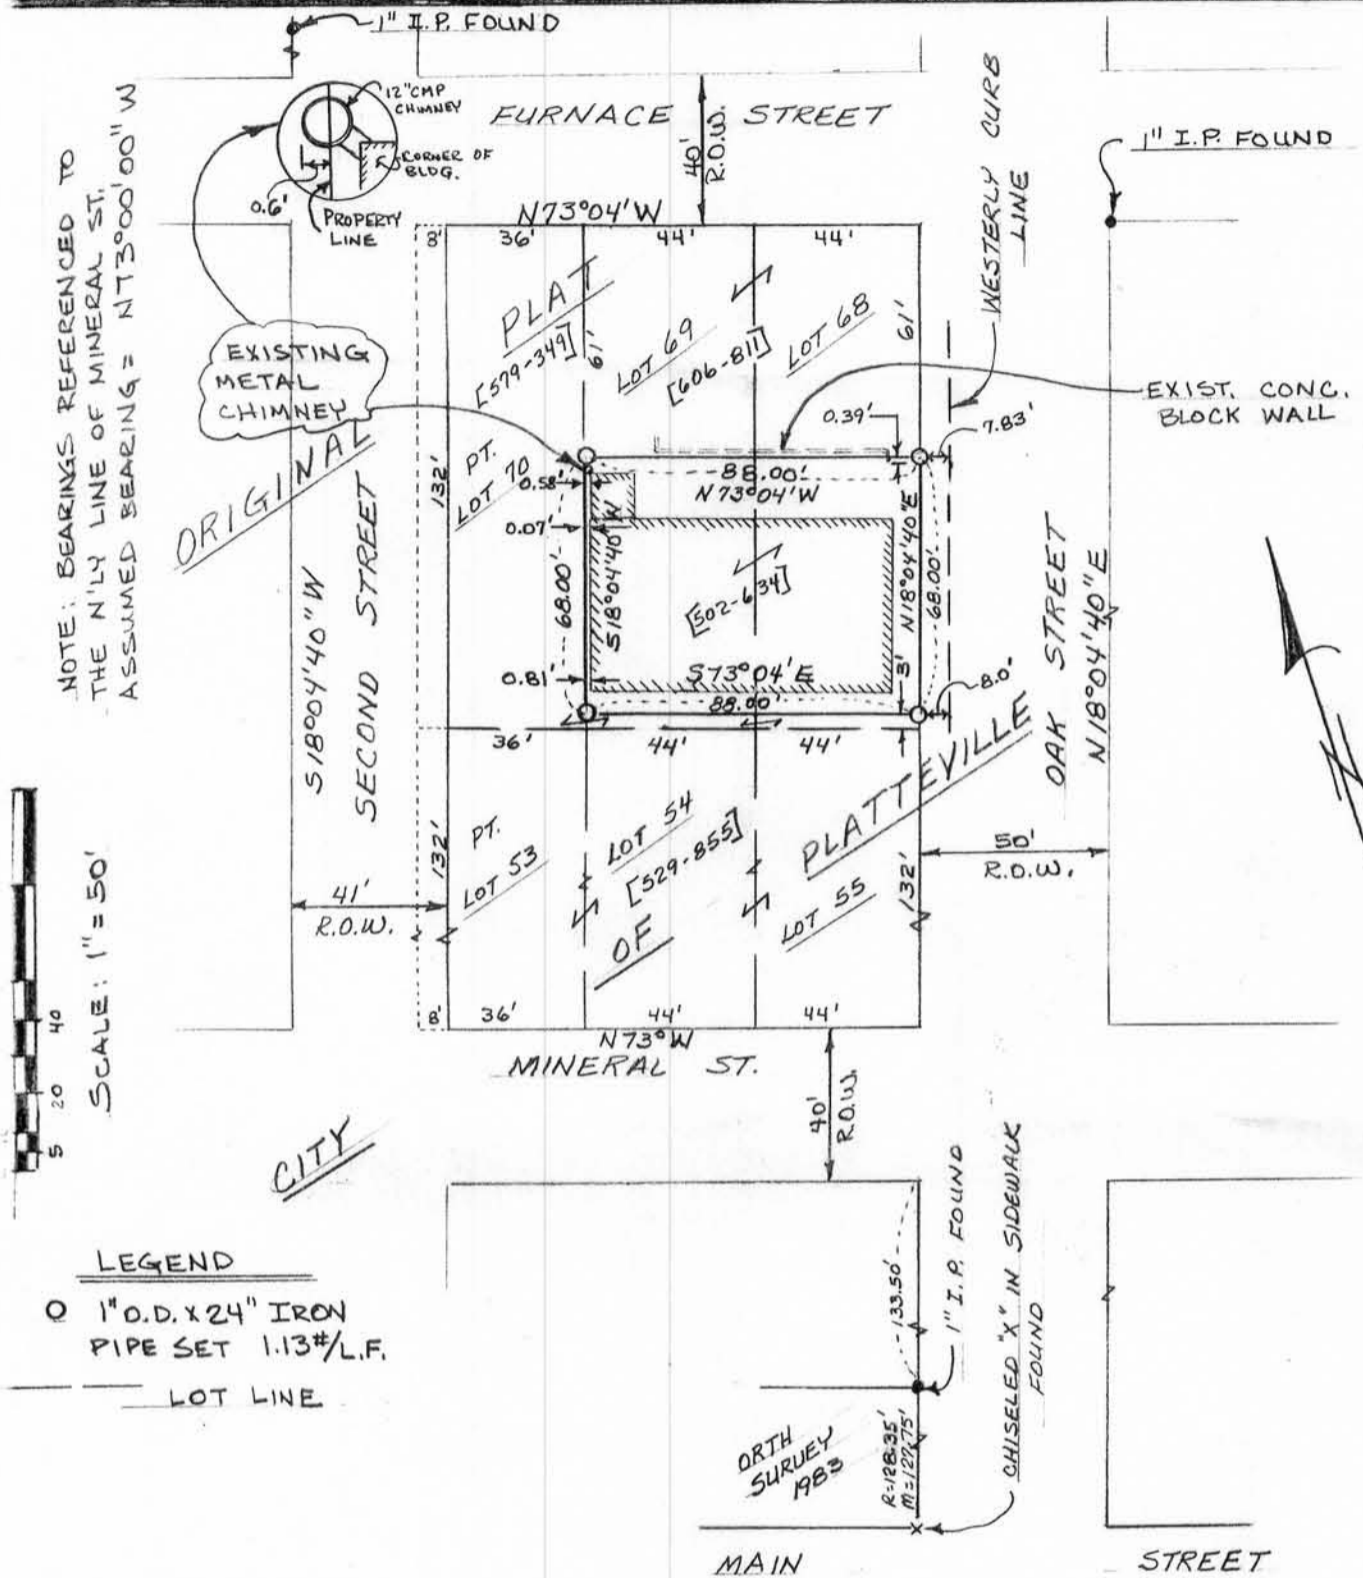 1" I.P. FOUND
12" CMP
CHIMNEY
CORNER OF
BLDG.
0.6'
PROPERTY
LINE
FURNACE STREET
40'
R.O.W.
WESTERLY CURB
LINE
1" I.P. FOUND
NOTE: BEARINGS REFERENCED TO
THE N'LY LINE OF MINERAL ST.
ASSUMED BEARING = N73°00'00" W
N73°04'W
8'
36'
44'
44'
PLAT
[579-349]
61'
LOT 69
[606-811]
LOT 68
61'
EXISTING
METAL
CHIMNEY
EXIST. CONC.
BLOCK WALL
0.39'
7.83'
ORIGINAL
132'
PT.
LOT 70
0.58'
0.07'
88.00'
N73°04'W
68.00'
S18°04'40"W
[502-634]
N18°04'40"E
68.00'
0.81'
S73°04'E
88.00'
3'
8.0'
S18°04'40"W
SECOND STREET
OAK STREET
N18°04'40"E
36'
44'
44'
PLATTEVILLE
132'
PT.
LOT 53
LOT 54
[529-855]
LOT 55
132'
50'
R.O.W.
41'
R.O.W.
OF
8'
36'
44'
44'
N73°W
MINERAL ST.
40'
R.O.W.
SCALE: 1" = 50'
40
20
5
CITY
LEGEND
1" O.D. X 24" IRON
PIPE SET 1.13#/L.F.
LOT LINE
133.50'
1" I.P. FOUND
CHISELED "X" IN SIDEWALK
FOUND
ORTH
SURVEY
1983
R=128.35'
M=127.75'
X
MAIN STREET